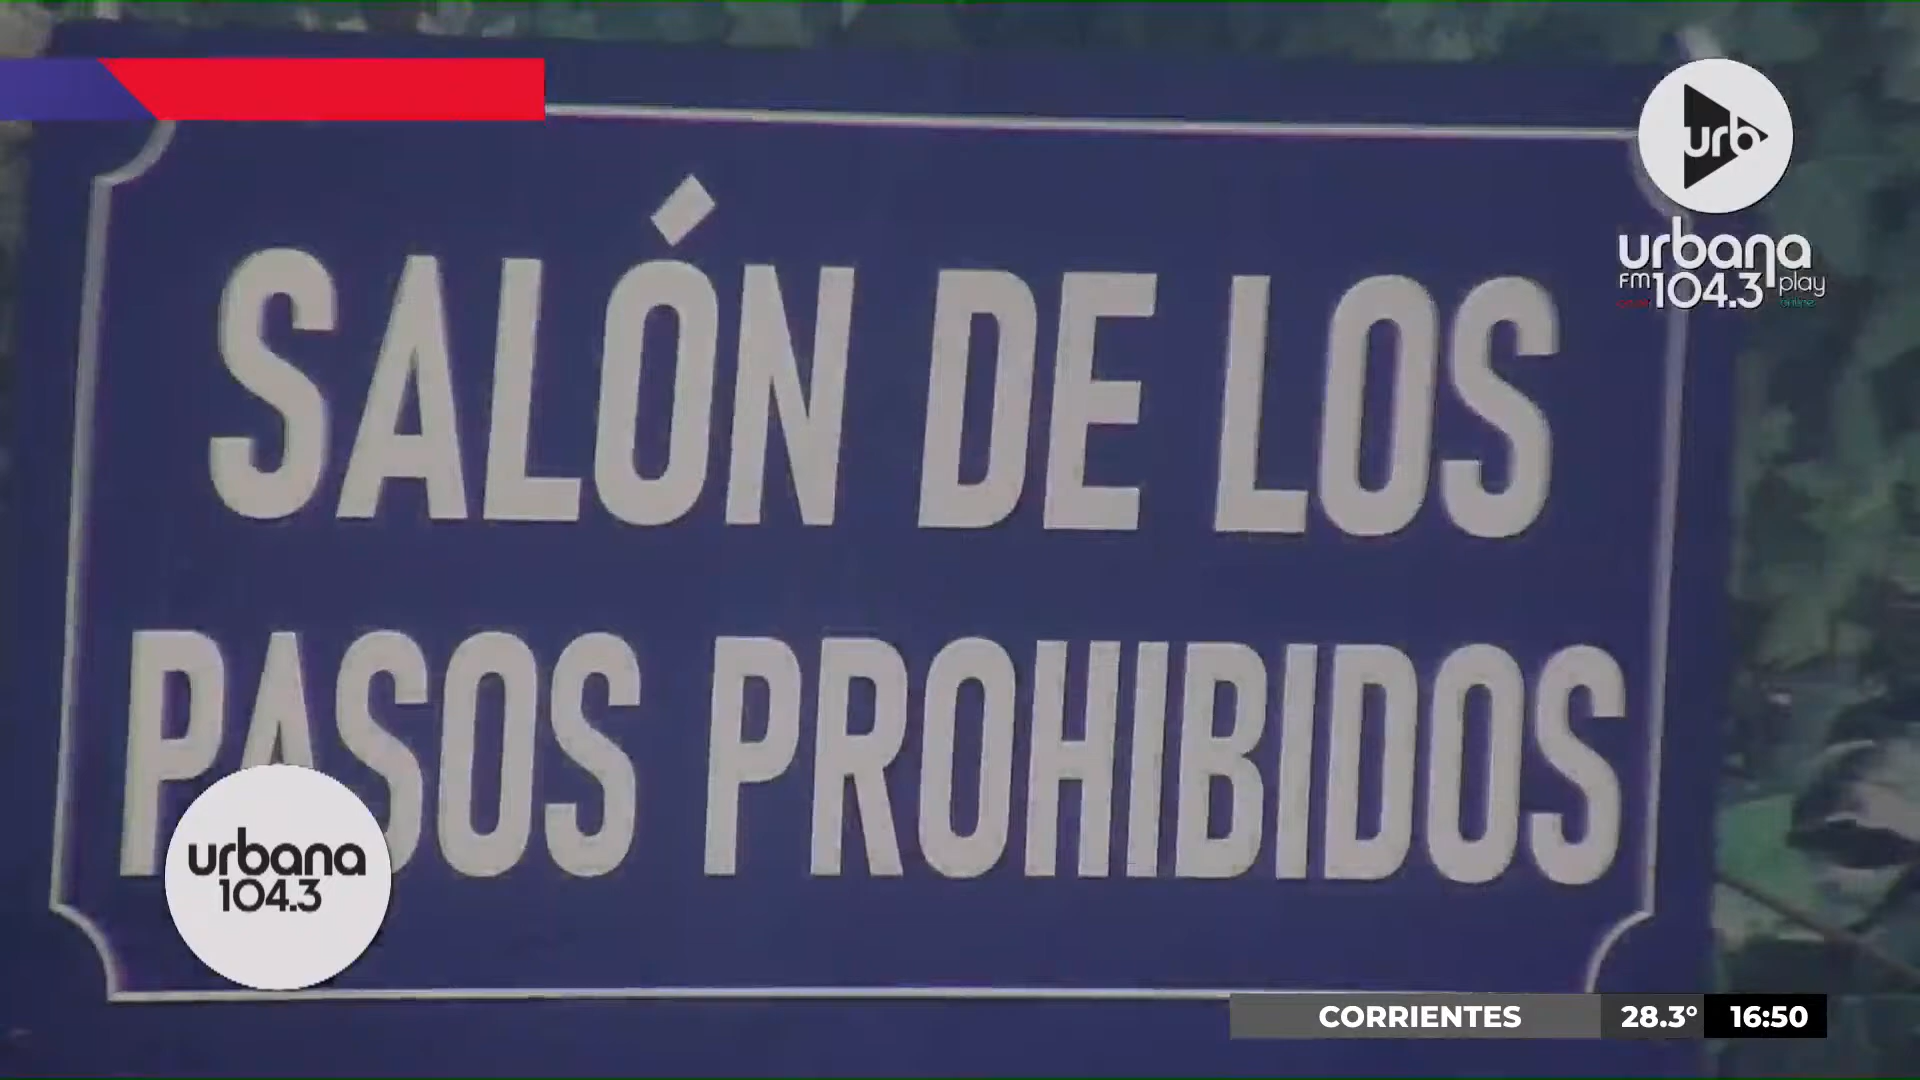 urb
urbana
FM 104.3 play
SALÓN DE LOS
PASOS PROHIBIDOS
urbana
104.3
CORRIENTES 28.3° 16:50